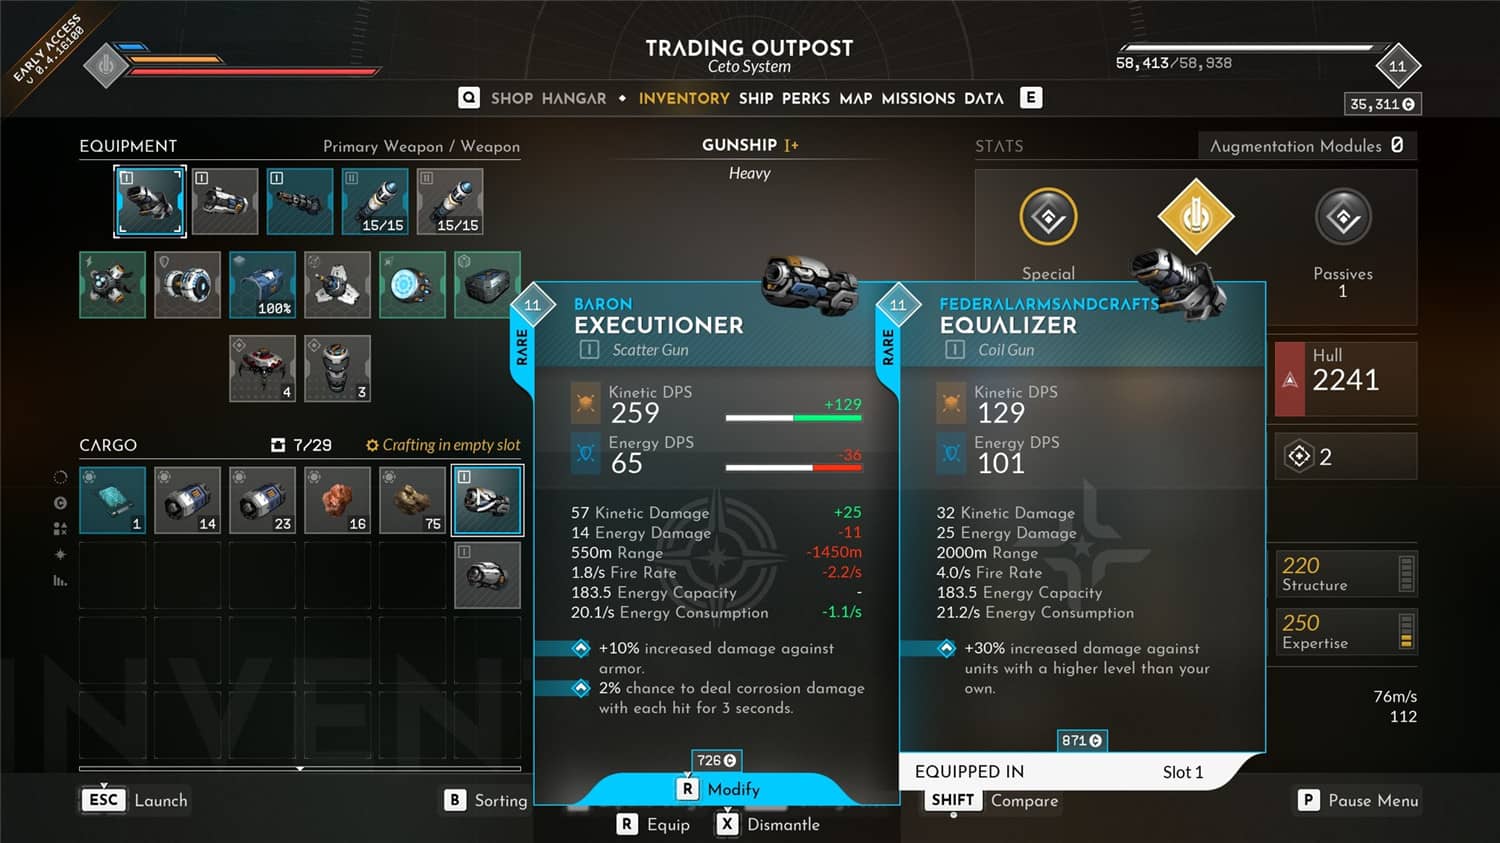 EARLY ACCESS
v 0.4.16100
TRADING OUTPOST
Ceto System
58,413/58,938
11
35,311
Q SHOP HANGAR INVENTORY SHIP PERKS MAP MISSIONS DATA E
EQUIPMENT Primary Weapon / Weapon
GUNSHIP I+
Heavy
STATS
Augmentation Modules 0
I I I II II
15/15 15/15
100%
4 3
Special
Passives
1
Hull
2241
2
220
Structure
250
Expertise
76m/s
112
CARGO 7/29 Crafting in empty slot
1 14 23 16 75 I
I
INVENT
11
RARE
BARON
EXECUTIONER
I Scatter Gun
Kinetic DPS
259 +129
Energy DPS
65 -36
57 Kinetic Damage +25
14 Energy Damage -11
550m Range -1450m
1.8/s Fire Rate -2.2/s
183.5 Energy Capacity -
20.1/s Energy Consumption -1.1/s
+10% increased damage against
armor.
2% chance to deal corrosion damage
with each hit for 3 seconds.
726
R Modify
R Equip X Dismantle
11
RARE
FEDERALARMSANDCRAFTS
EQUALIZER
I Coil Gun
Kinetic DPS
129
Energy DPS
101
32 Kinetic Damage
25 Energy Damage
2000m Range
4.0/s Fire Rate
183.5 Energy Capacity
21.2/s Energy Consumption
+30% increased damage against
units with a higher level than your
own.
871
EQUIPPED IN Slot 1
SHIFT Compare
ESC Launch
B Sorting
P Pause Menu